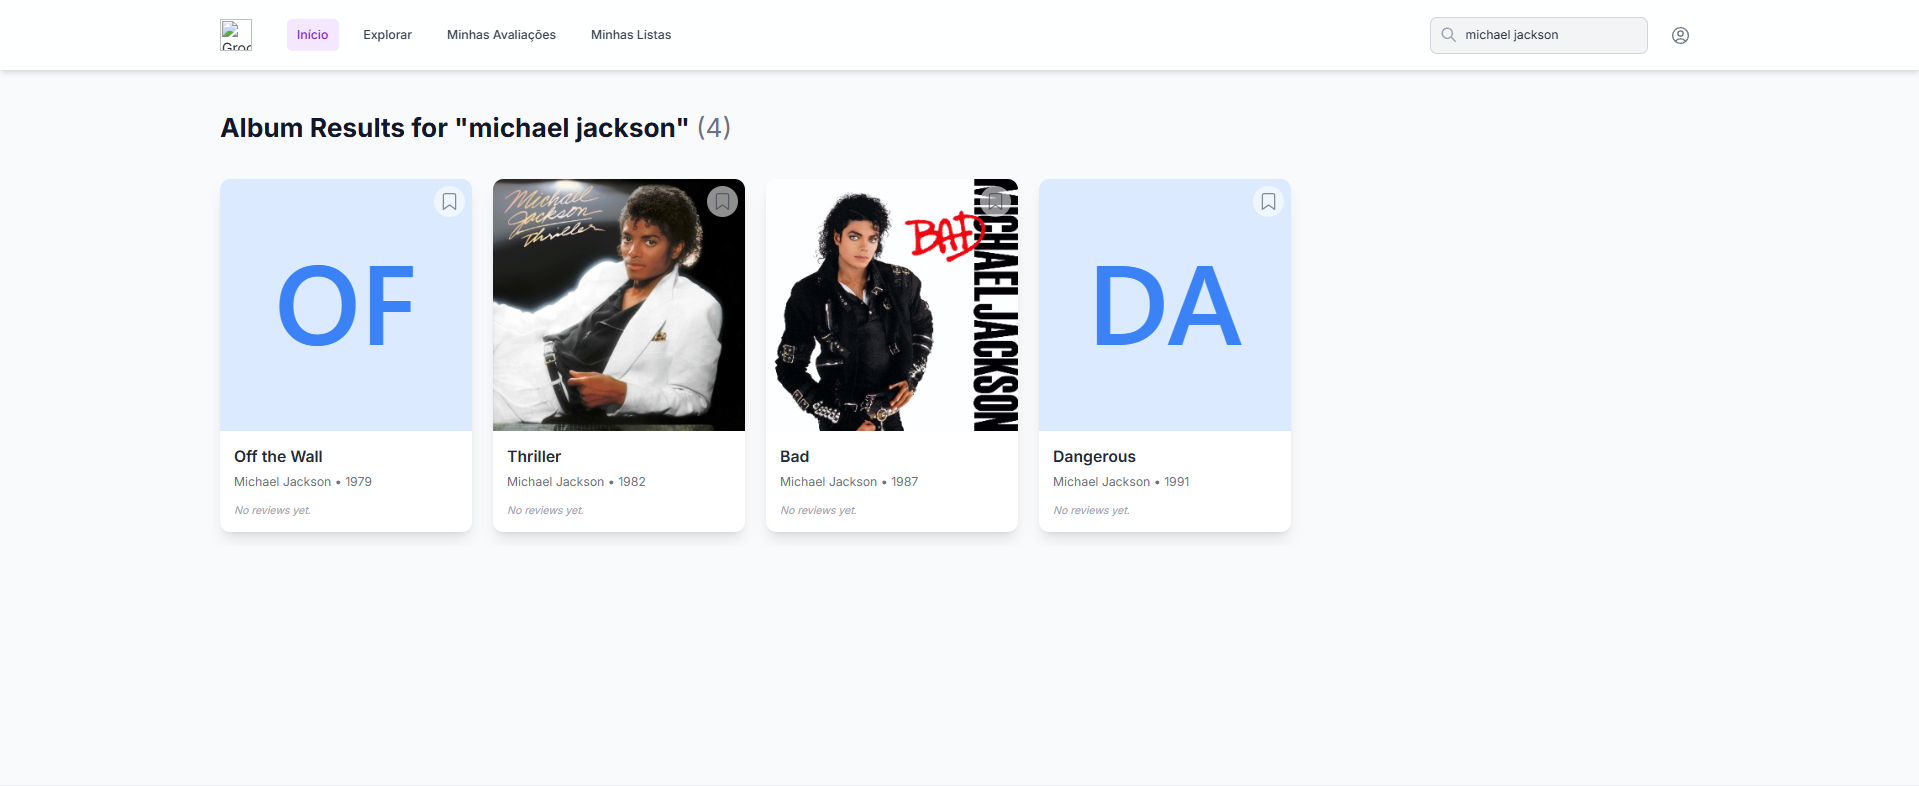 Início
Explorar
Minhas Avaliações
Minhas Listas
michael jackson
Album Results for "michael jackson" (4)
OF
Michael
Jackson
Thriller
BAD
MICHAEL JACKSON
DA
Off the Wall
Michael Jackson • 1979
No reviews yet.
Thriller
Michael Jackson • 1982
No reviews yet.
Bad
Michael Jackson • 1987
No reviews yet.
Dangerous
Michael Jackson • 1991
No reviews yet.